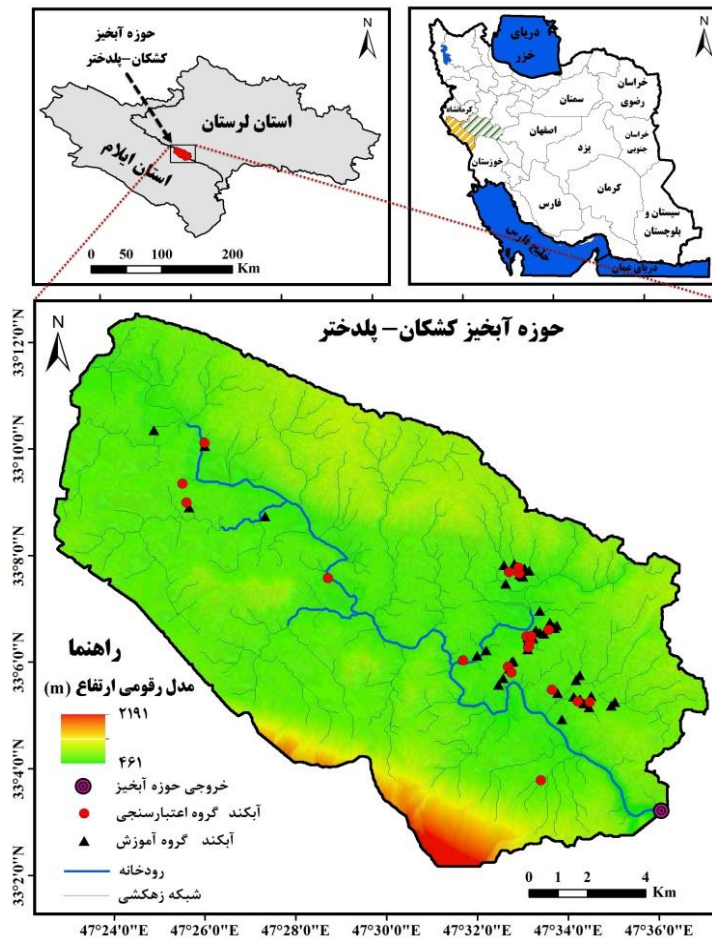 N
حوزه آبخیز
کشکان–پلدختر
استان لرستان
استان ایلام
0 50 100 200
Km
N
دریای
خزر
خراسان
رضوی
سمنان
کرمانشاه
اصفهان
خراسان
جنوبی
یزد
خوزستان
کرمان
فارس
سیستان و
بلوچستان
خلیج فارس
دریای عمان
حوزه آبخیز کشکان– پلدختر
N
33°12'0"N
33°10'0"N
33°8'0"N
33°6'0"N
33°4'0"N
33°2'0"N
راهنما
مدل رقومی ارتفاع (m)
۲۱۹۱
۴۶۱
خروجی حوزه آبخیز
آبکند گروه اعتبارسنجی
آبکند گروه آموزش
رودخانه
شبکه زهکشی
0 1 2 4
Km
47°24'0"E 47°26'0"E 47°28'0"E 47°30'0"E 47°32'0"E 47°34'0"E 47°36'0"E